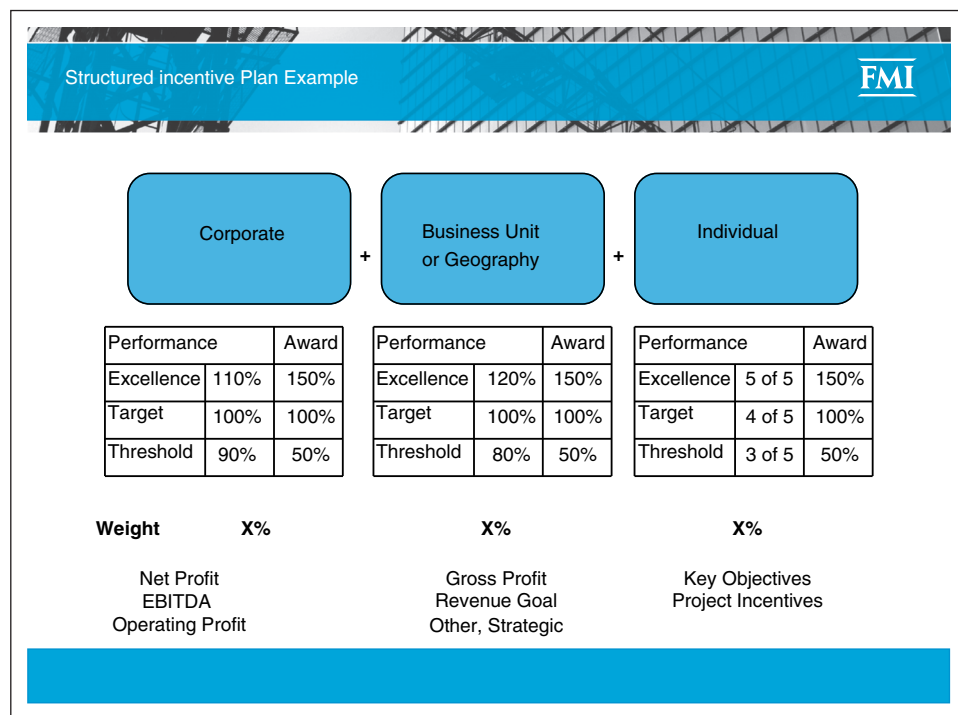 Structured incentive Plan Example
FMI
Corporate
+
Business Unit
or Geography
+
Individual
Performance Award
Excellence 110% 150%
Target 100% 100%
Threshold 90% 50%
Performance Award
Excellence 120% 150%
Target 100% 100%
Threshold 80% 50%
Performance Award
Excellence 5 of 5 150%
Target 4 of 5 100%
Threshold 3 of 5 50%
Weight X% X% X%
Net Profit
EBITDA
Operating Profit
Gross Profit
Revenue Goal
Other, Strategic
Key Objectives
Project Incentives